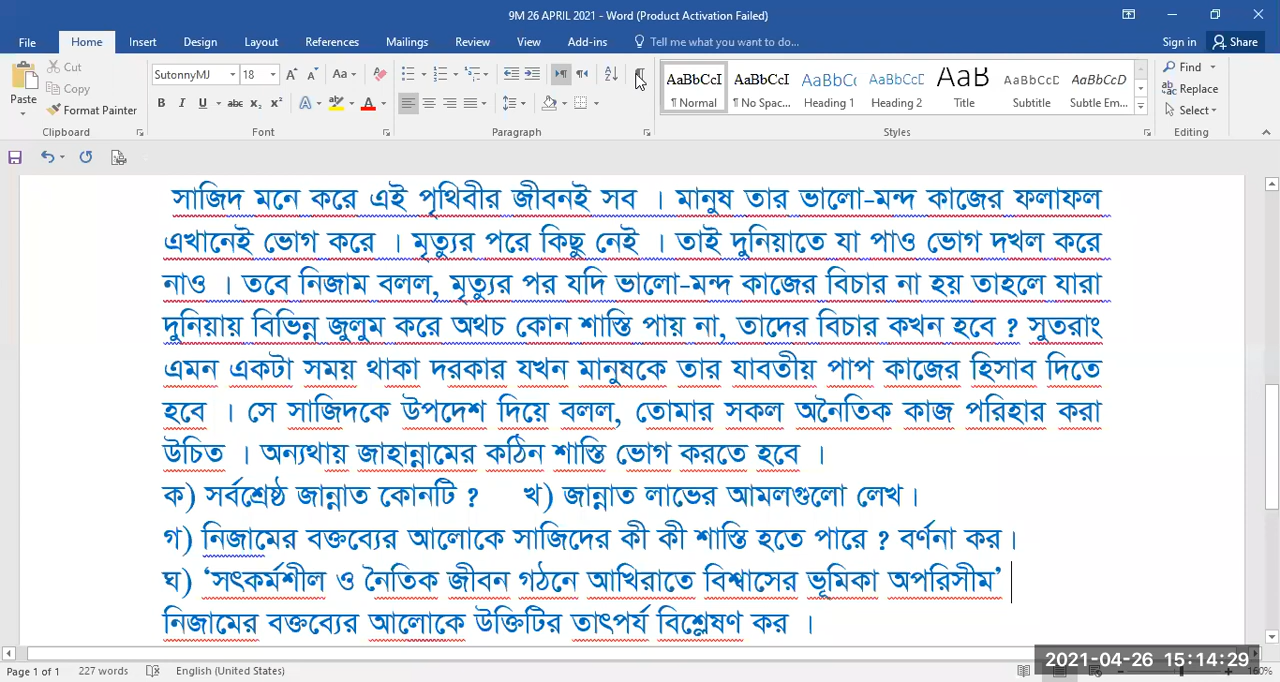 9M 26 APRIL 2021 - Word (Product Activation Failed)
File Home Insert Design Layout References Mailings Review View Add-ins Tell me what you want to do... Sign in Share
Cut
Copy
Format Painter
Paste
Clipboard
SutonnyMJ 18
Font
Paragraph
AaBbCcI AaBbCcI AaBbCc AaBbCcD AaB AaBbCcD AaBbCcD
¶ Normal ¶ No Spac... Heading 1 Heading 2 Title Subtitle Subtle Em...
Styles
Find
Replace
Select
Editing
সাজিদ মনে করে এই পৃথিবীর জীবনই সব । মানুষ তার ভালো-মন্দ কাজের ফলাফল
এখানেই ভোগ করে । মৃত্যুর পরে কিছু নেই । তাই দুনিয়াতে যা পাও ভোগ দখল করে
নাও । তবে নিজাম বলল, মৃত্যুর পর যদি ভালো-মন্দ কাজের বিচার না হয় তাহলে যারা
দুনিয়ায় বিভিন্ন জুলুম করে অথচ কোন শাস্তি পায় না, তাদের বিচার কখন হবে ? সুতরাং
এমন একটা সময় থাকা দরকার যখন মানুষকে তার যাবতীয় পাপ কাজের হিসাব দিতে
হবে । সে সাজিদকে উপদেশ দিয়ে বলল, তোমার সকল অনৈতিক কাজ পরিহার করা
উচিত । অন্যথায় জাহান্নামের কঠিন শাস্তি ভোগ করতে হবে ।
ক) সর্বশ্রেষ্ঠ জান্নাত কোনটি ? খ) জান্নাত লাভের আমলগুলো লেখ।
গ) নিজামের বক্তব্যের আলোকে সাজিদের কী কী শাস্তি হতে পারে ? বর্ণনা কর।
ঘ) ‘সৎকর্মশীল ও নৈতিক জীবন গঠনে আখিরাতে বিশ্বাসের ভূমিকা অপরিসীম’
নিজামের বক্তব্যের আলোকে উক্তিটির তাৎপর্য বিশ্লেষণ কর ।
2021-04-26 15:14:29
Page 1 of 1 227 words English (United States) 160%